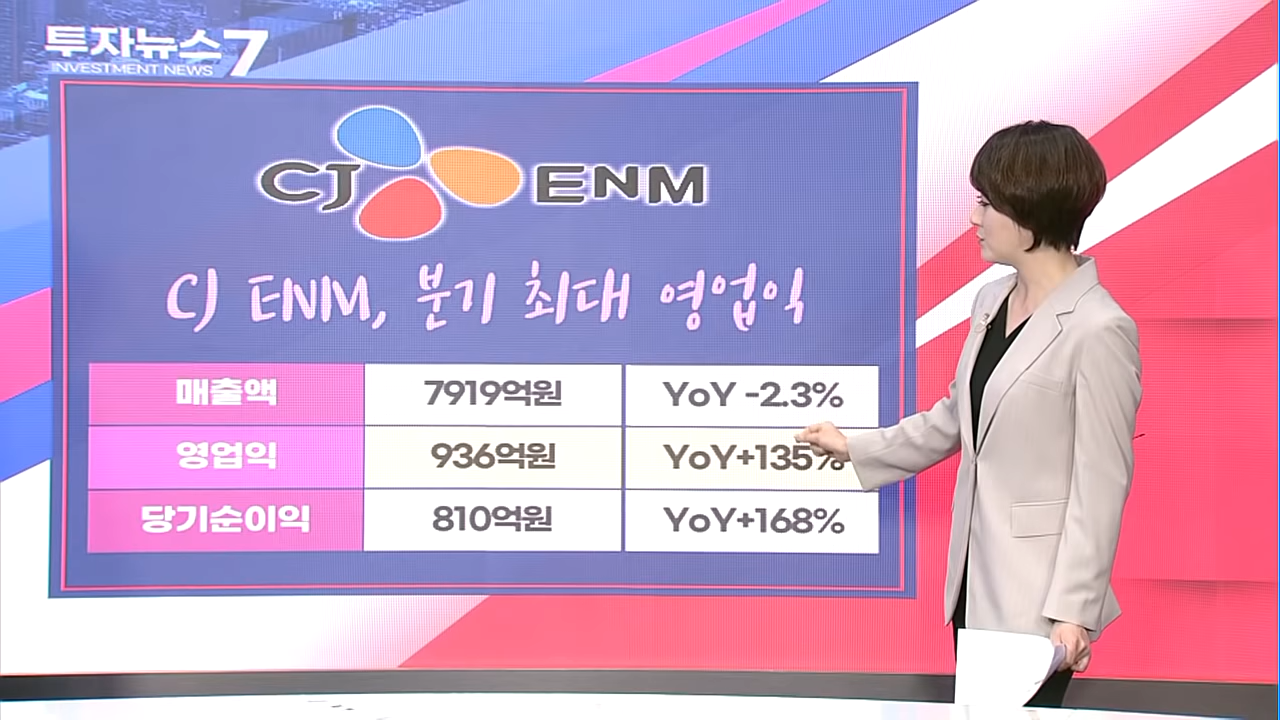 투자뉴스7
INVESTMENT NEWS
CJ ENM
CJ ENM, 분기 최대 영업익
매출액 7919억원 YoY -2.3%
영업익 936억원 YoY+135%
당기순이익 810억원 YoY+168%